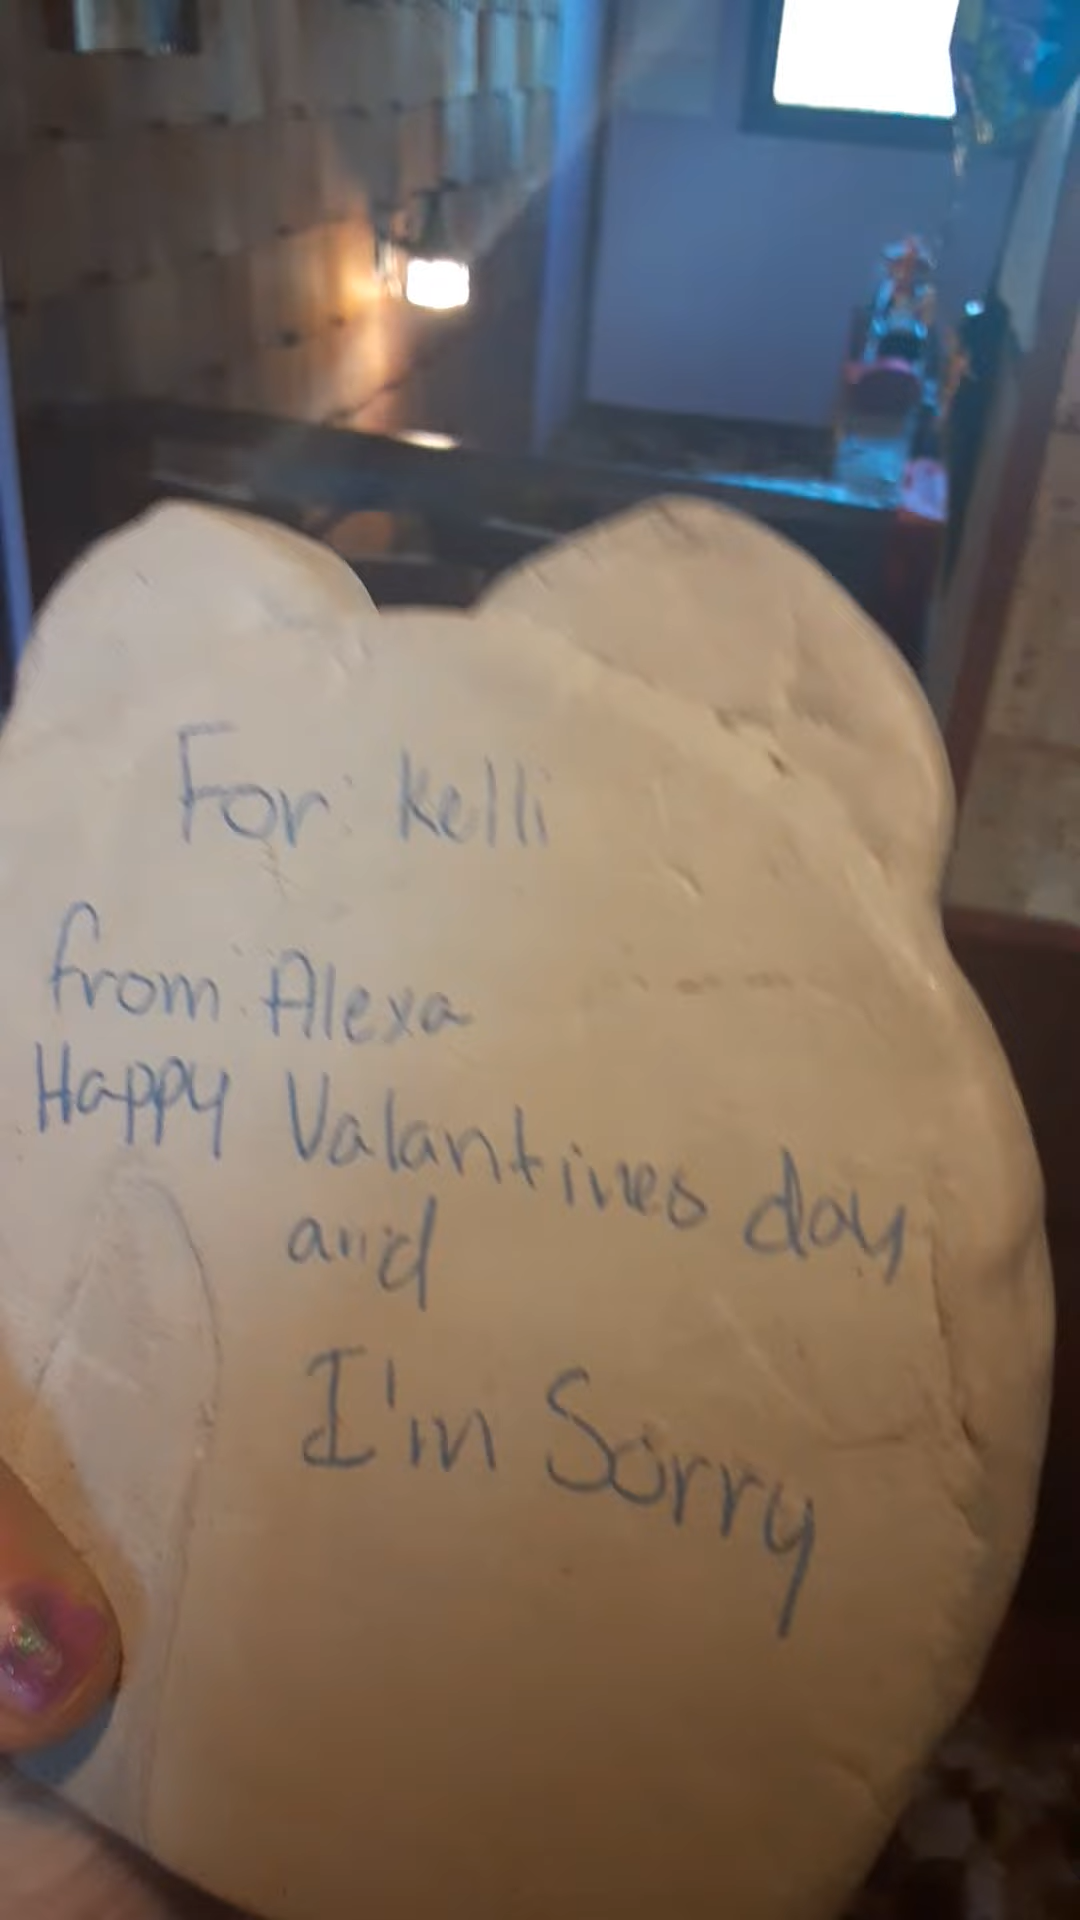 For: Kelli
from: Alexa
Happy Valantines day
and
I'm Sorry